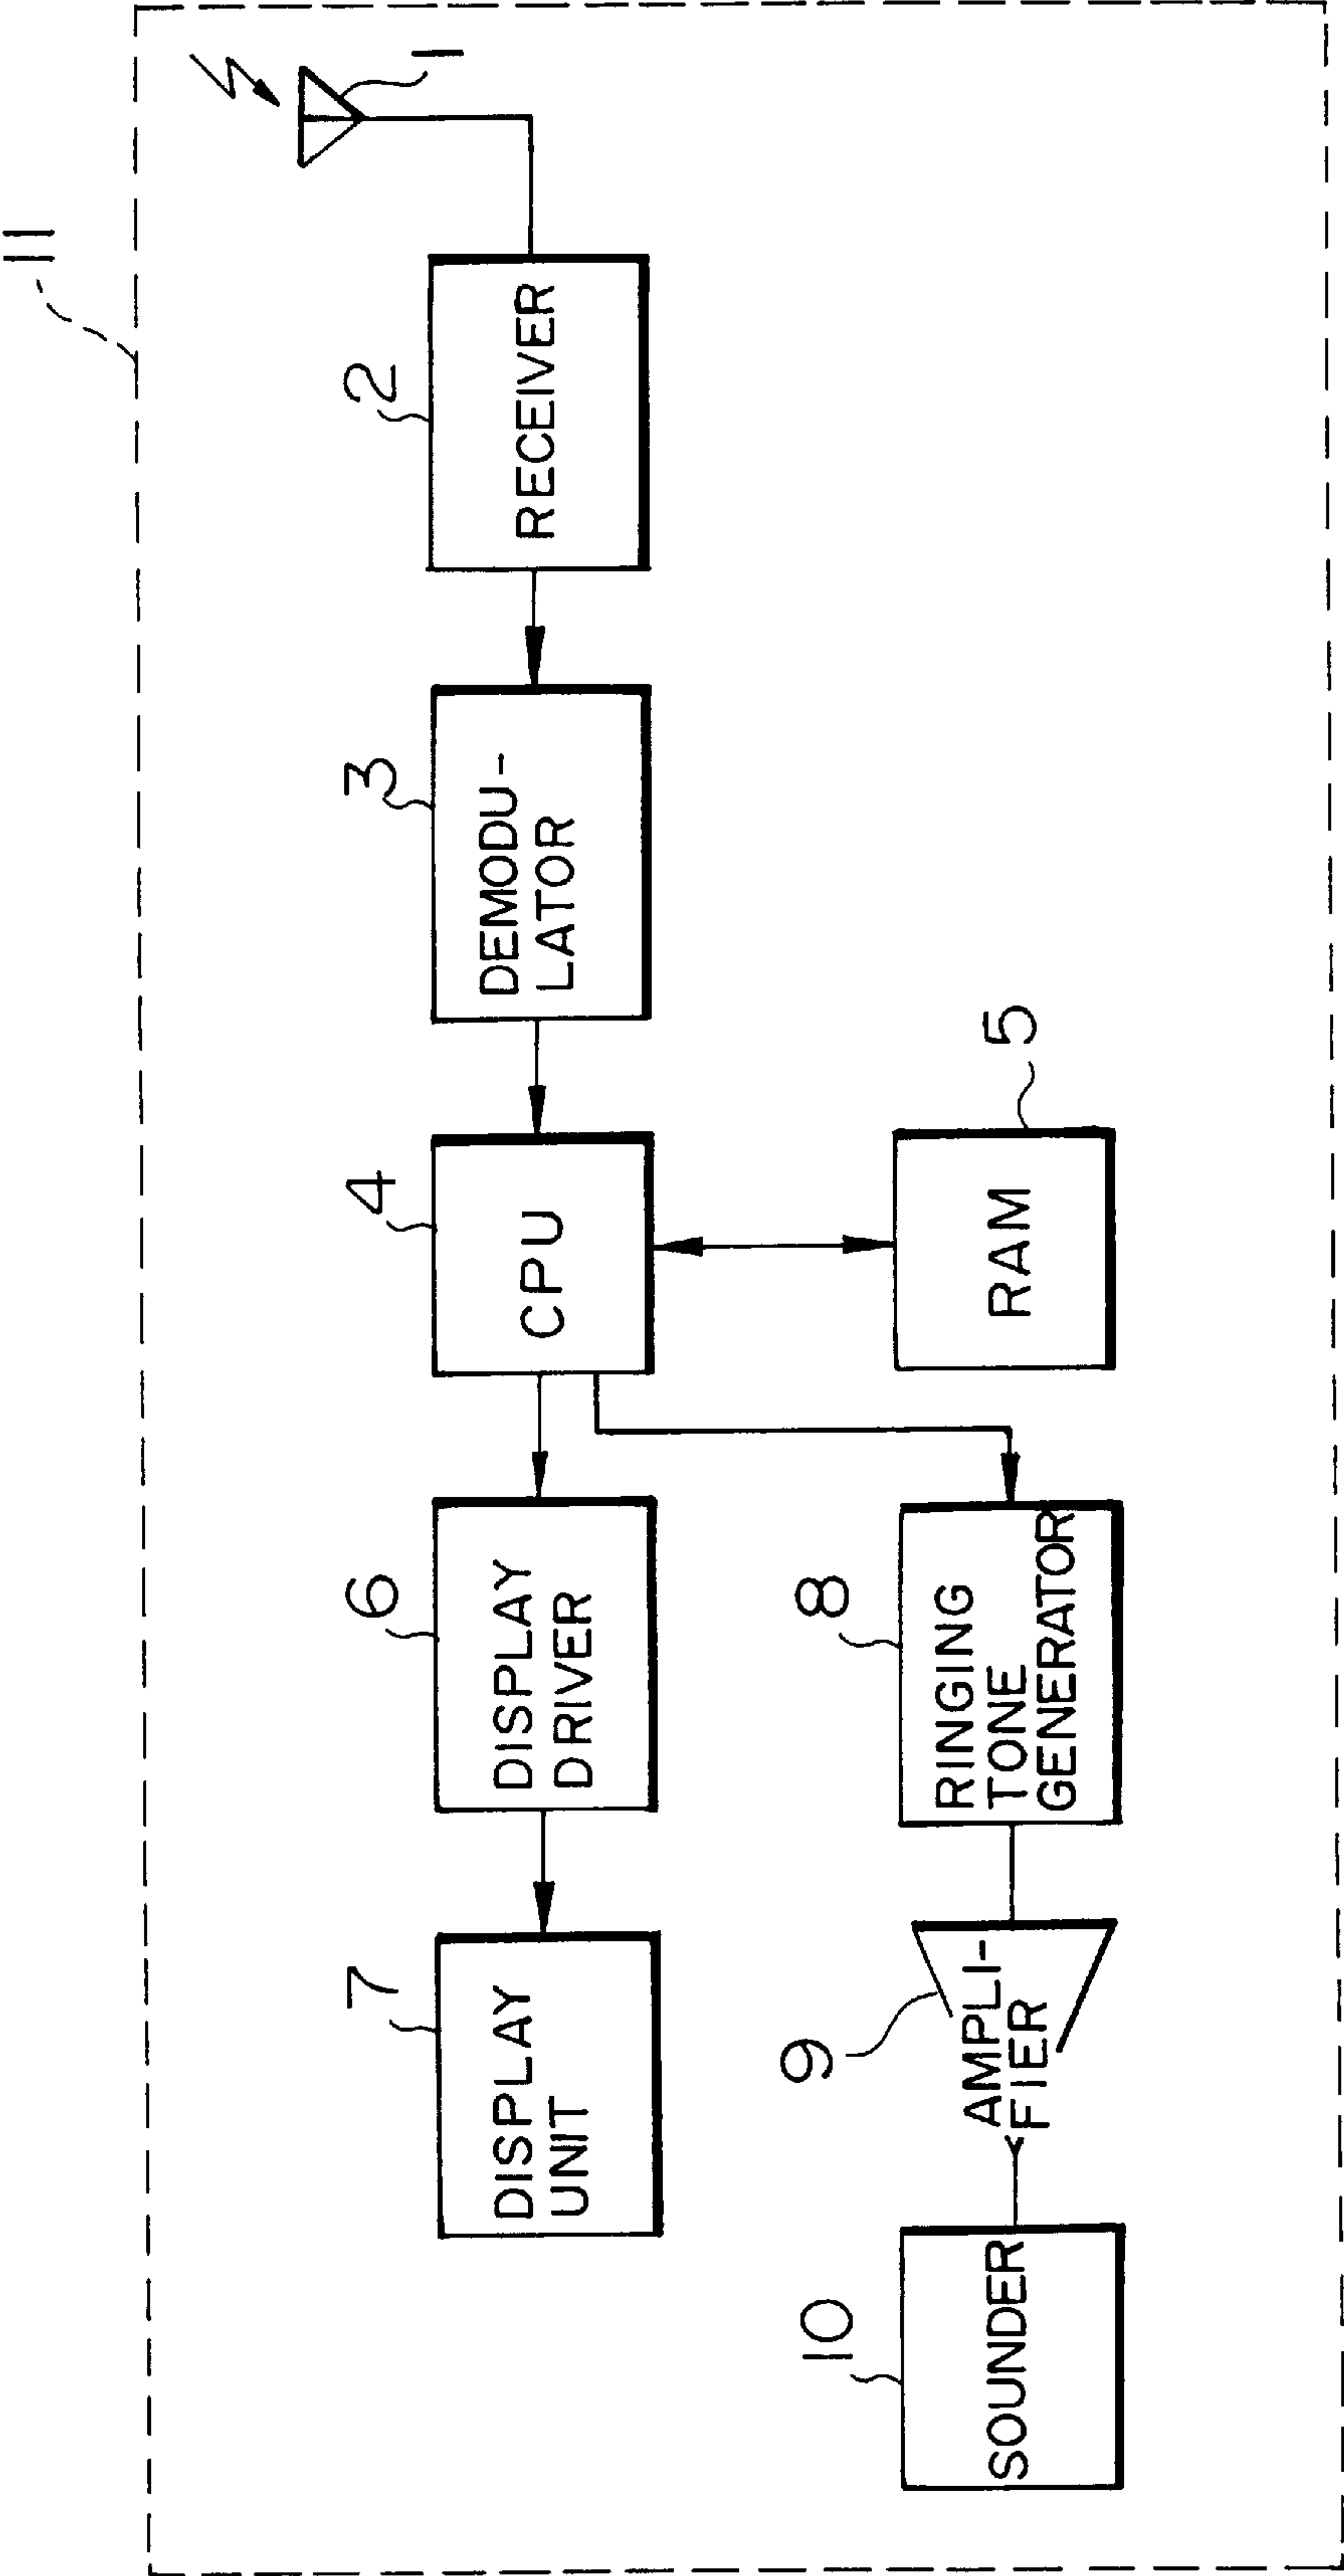 11
1
2
RECEIVER
3
DEMODU-
LATOR
4
CPU
5
RAM
6
DISPLAY
DRIVER
7
DISPLAY
UNIT
8
RINGING
TONE
GENERATOR
9
AMPLI-
FIER
10
SOUNDER